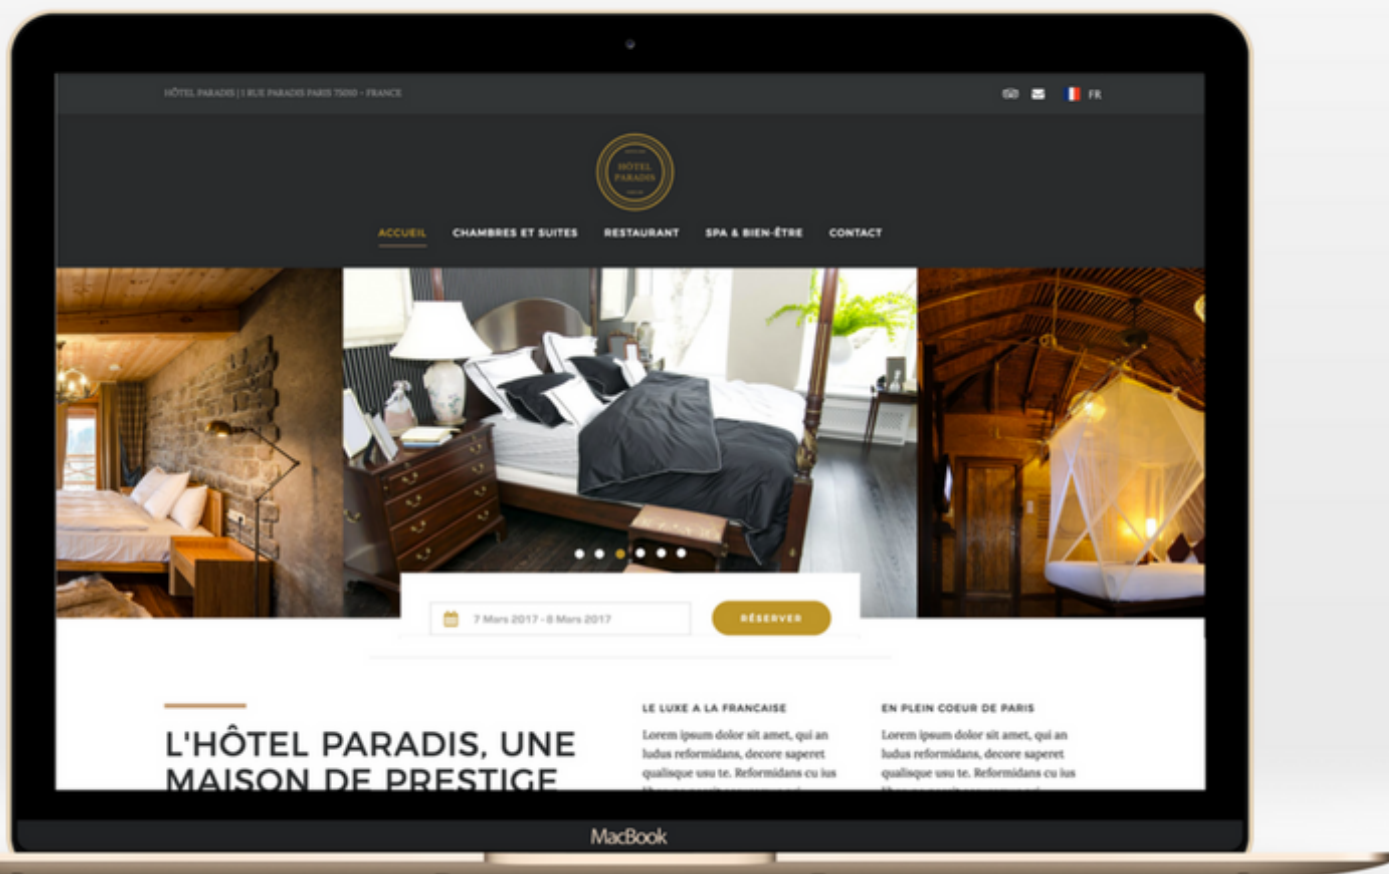 HÔTEL PARADIS | 1 RUE PARADIS PARIS 75010 - FRANCE
FR
HÔTEL
PARADIS
ACCUEIL CHAMBRES ET SUITES RESTAURANT SPA & BIEN-ÊTRE CONTACT
7 Mars 2017 - 8 Mars 2017
RÉSERVER
L'HÔTEL PARADIS, UNE
MAISON DE PRESTIGE
LE LUXE A LA FRANCAISE
Lorem ipsum dolor sit amet, qui an
ludus reformidans, decore saperet
qualisque usu te. Reformidans cu ius
EN PLEIN COEUR DE PARIS
Lorem ipsum dolor sit amet, qui an
ludus reformidans, decore saperet
qualisque usu te. Reformidans cu ius
MacBook